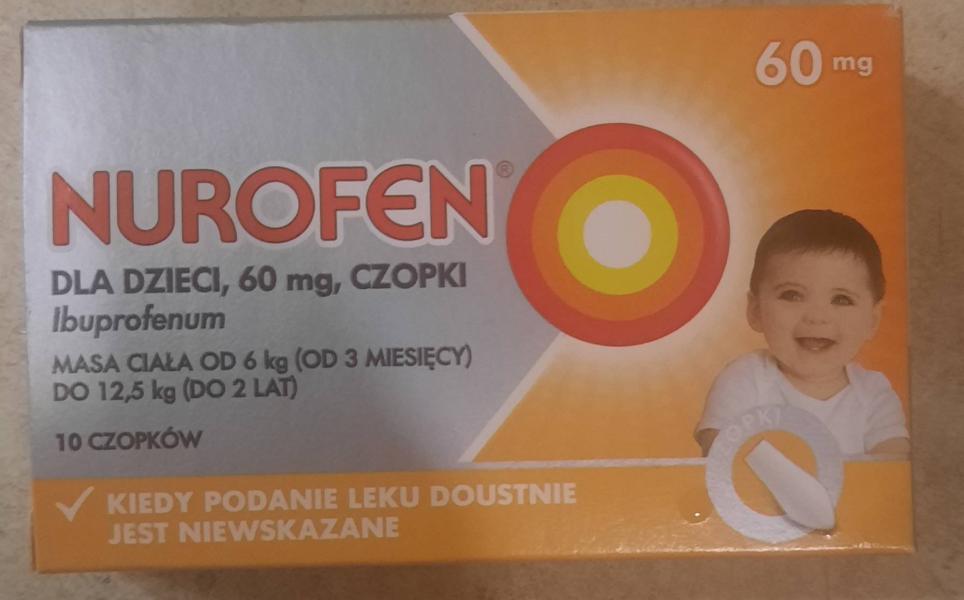 60 mg
NUROFEN®
DLA DZIECI, 60 mg, CZOPKI
Ibuprofenum
MASA CIAŁA OD 6 kg (OD 3 MIESIĘCY)
DO 12,5 kg (DO 2 LAT)
10 CZOPKÓW
CZOPKI
✓ KIEDY PODANIE LEKU DOUSTNIE
JEST NIEWSKAZANE